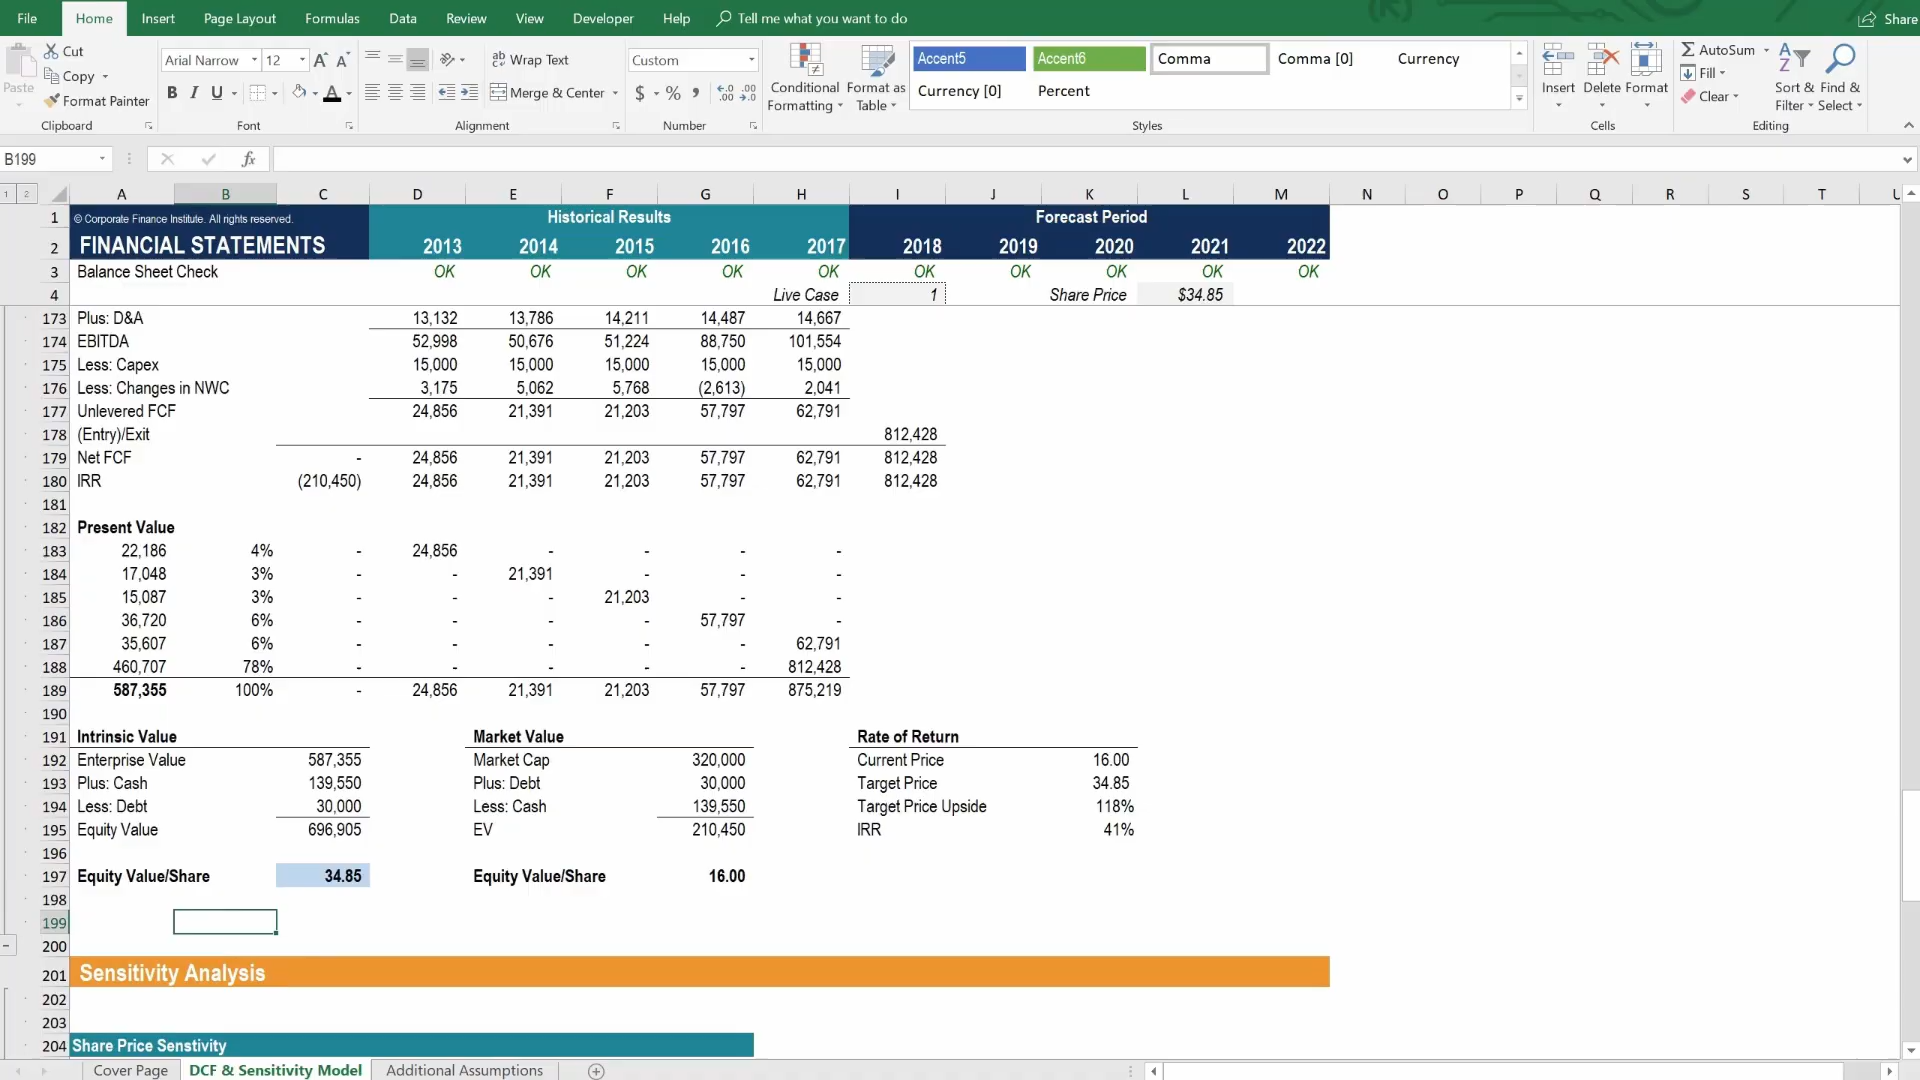 File Home Insert Page Layout Formulas Data Review View Developer Help Tell me what you want to do Share
Paste
Cut
Copy
Format Painter
Clipboard
Arial Narrow 12 A A
B I U A
Font
ab Wrap Text
Merge & Center
Alignment
Custom
$ % , .00 .00
Number
Conditional Formatting Format as Table
Accent5 Accent6 Comma Comma [0] Currency
Currency [0] Percent
Styles
Insert Delete Format
Cells
AutoSum
Fill
Clear
Sort & Filter Find & Select
Editing
B199 fx
1 2 A B C D E F G H I J K L M N O P Q R S T U
1 © Corporate Finance Institute. All rights reserved. Historical Results Forecast Period
2 FINANCIAL STATEMENTS 2013 2014 2015 2016 2017 2018 2019 2020 2021 2022
3 Balance Sheet Check OK OK OK OK OK OK OK OK OK OK
4 Live Case 1 Share Price $34.85
173 Plus: D&A 13,132 13,786 14,211 14,487 14,667
174 EBITDA 52,998 50,676 51,224 88,750 101,554
175 Less: Capex 15,000 15,000 15,000 15,000 15,000
176 Less: Changes in NWC 3,175 5,062 5,768 (2,613) 2,041
177 Unlevered FCF 24,856 21,391 21,203 57,797 62,791
178 (Entry)/Exit 812,428
179 Net FCF - 24,856 21,391 21,203 57,797 62,791 812,428
180 IRR (210,450) 24,856 21,391 21,203 57,797 62,791 812,428
181
182 Present Value
183 22,186 4% - 24,856 - - - -
184 17,048 3% - - 21,391 - - -
185 15,087 3% - - - 21,203 - -
186 36,720 6% - - - - 57,797 -
187 35,607 6% - - - - - 62,791
188 460,707 78% - - - - - 812,428
189 587,355 100% - 24,856 21,391 21,203 57,797 875,219
190
191 Intrinsic Value Market Value Rate of Return
192 Enterprise Value 587,355 Market Cap 320,000 Current Price 16.00
193 Plus: Cash 139,550 Plus: Debt 30,000 Target Price 34.85
194 Less: Debt 30,000 Less: Cash 139,550 Target Price Upside 118%
195 Equity Value 696,905 EV 210,450 IRR 41%
196
197 Equity Value/Share 34.85 Equity Value/Share 16.00
198
199
200
201 Sensitivity Analysis
202
203
204 Share Price Senstivity
Cover Page DCF & Sensitivity Model Additional Assumptions